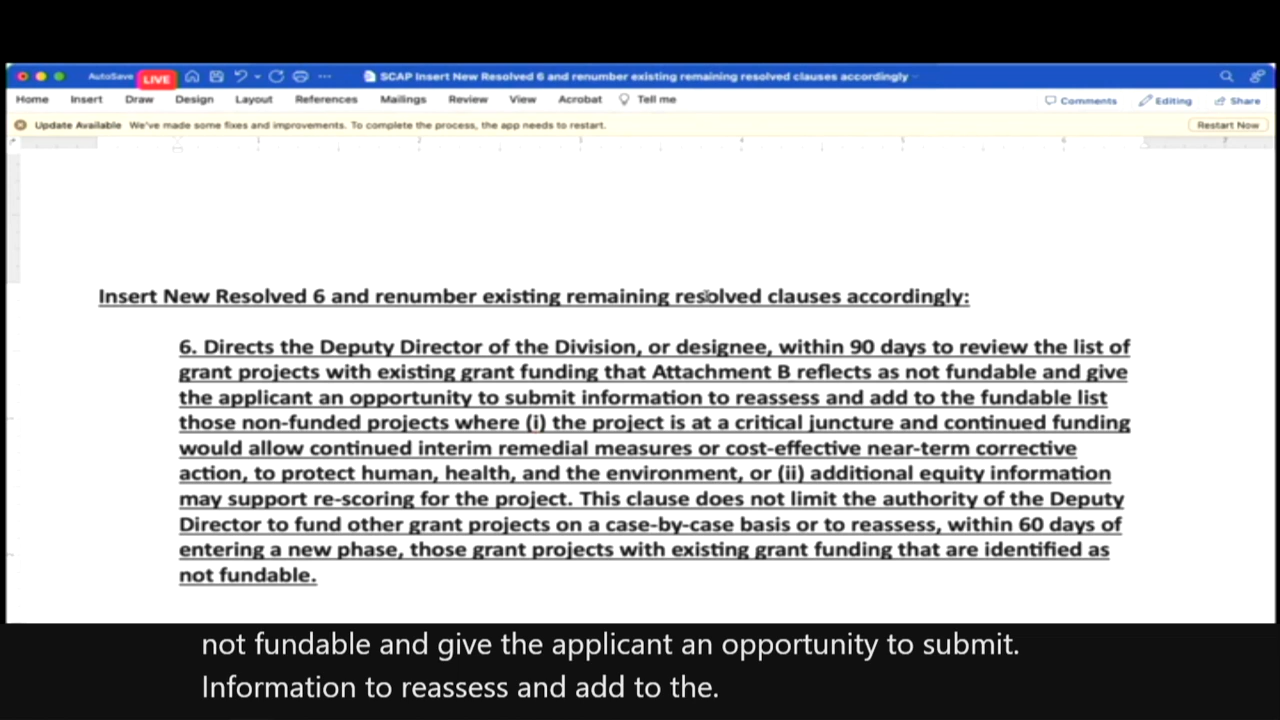 AutoSave LIVE ··· SCAP Insert New Resolved 6 and renumber existing remaining resolved clauses accordingly
Home Insert Draw Design Layout References Mailings Review View Acrobat Tell me Comments Editing Share
Update Available We've made some fixes and improvements. To complete the process, the app needs to restart. Restart Now
1 2 3 4 5 6 7
Insert New Resolved 6 and renumber existing remaining resolved clauses accordingly:
6. Directs the Deputy Director of the Division, or designee, within 90 days to review the list of
grant projects with existing grant funding that Attachment B reflects as not fundable and give
the applicant an opportunity to submit information to reassess and add to the fundable list
those non-funded projects where (i) the project is at a critical juncture and continued funding
would allow continued interim remedial measures or cost-effective near-term corrective
action, to protect human, health, and the environment, or (ii) additional equity information
may support re-scoring for the project. This clause does not limit the authority of the Deputy
Director to fund other grant projects on a case-by-case basis or to reassess, within 60 days of
entering a new phase, those grant projects with existing grant funding that are identified as
not fundable.
not fundable and give the applicant an opportunity to submit.
Information to reassess and add to the.